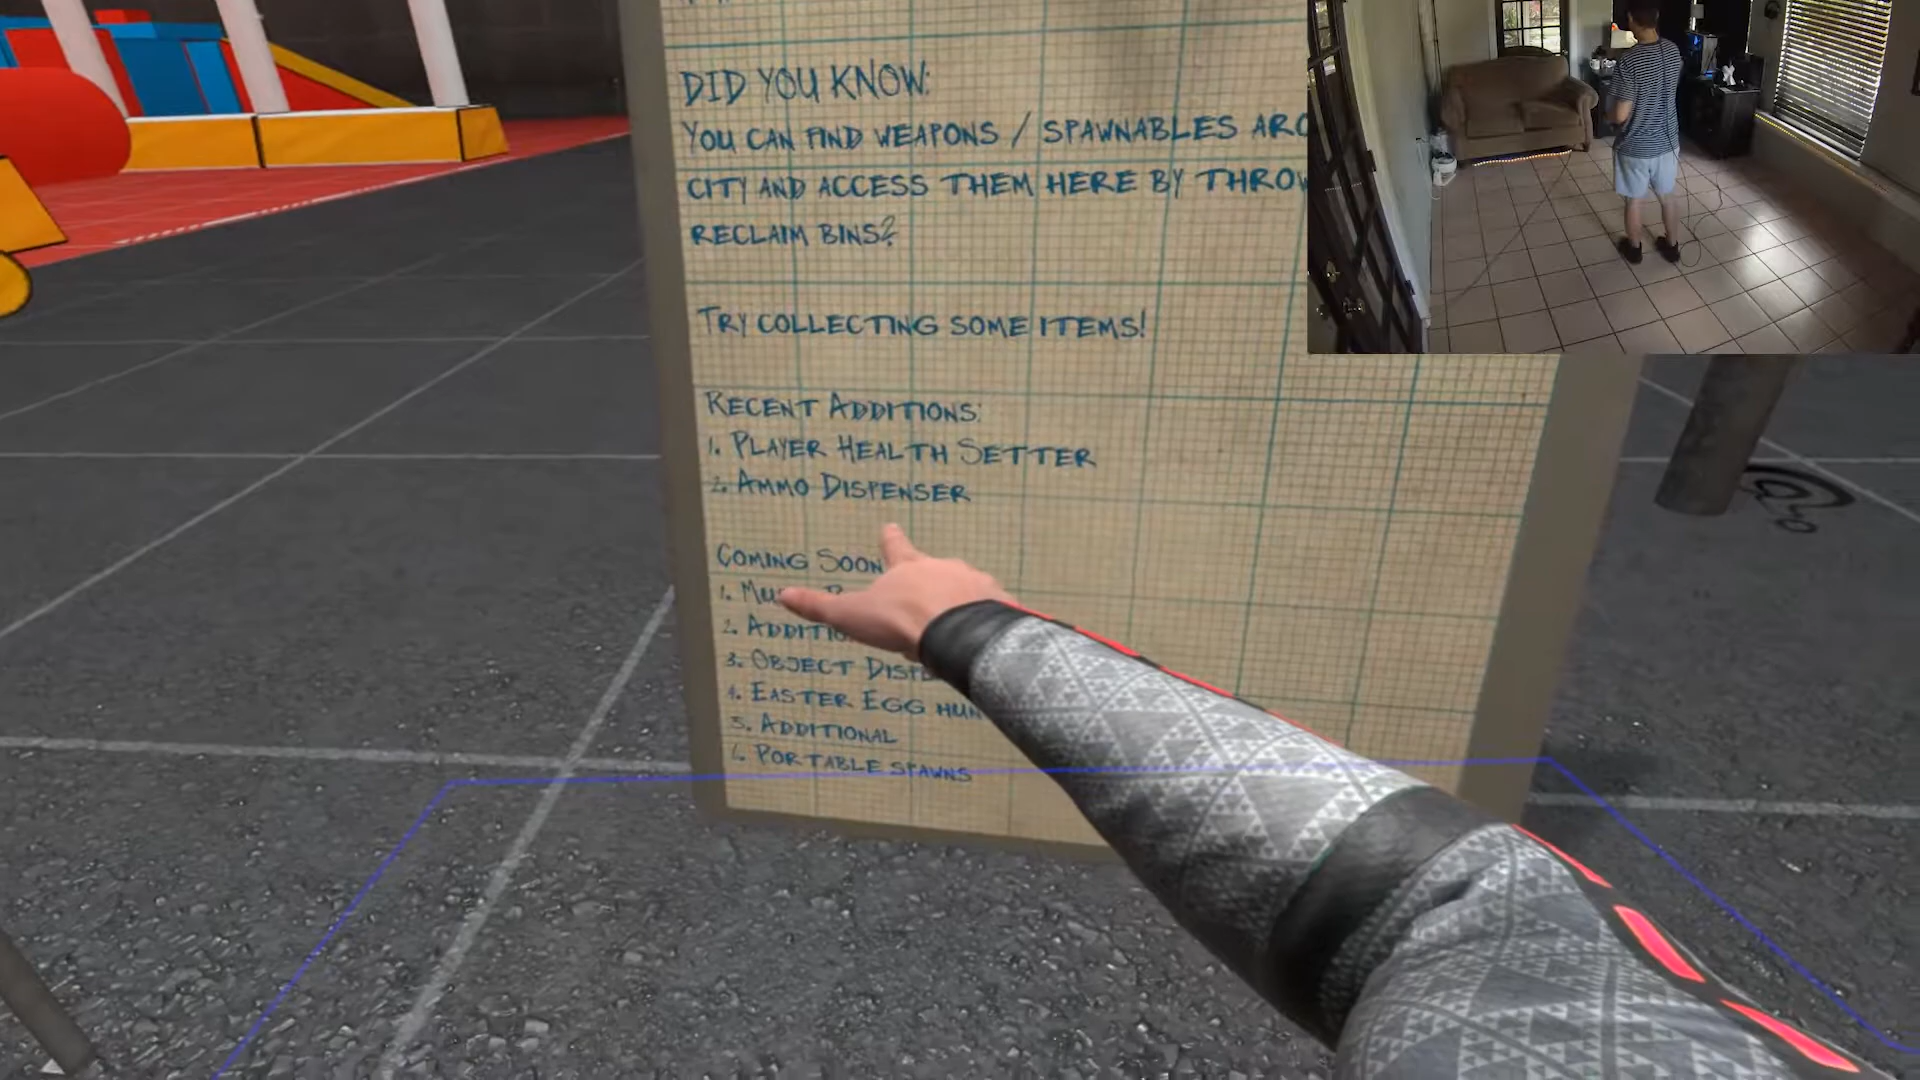 DID YOU KNOW:
YOU CAN FIND WEAPONS / SPAWNABLES
CITY AND ACCESS THEM HERE BY
RECLAIM BINS?
TRY COLLECTING SOME ITEMS!
RECENT ADDITIONS:
1. PLAYER HEALTH SETTER
2. AMMO DISPENSER
COMING SOON
1.
2.
3. OBJECT
4. EASTER EGG
5. ADDITIONAL
6. PORTABLE SPAWNS